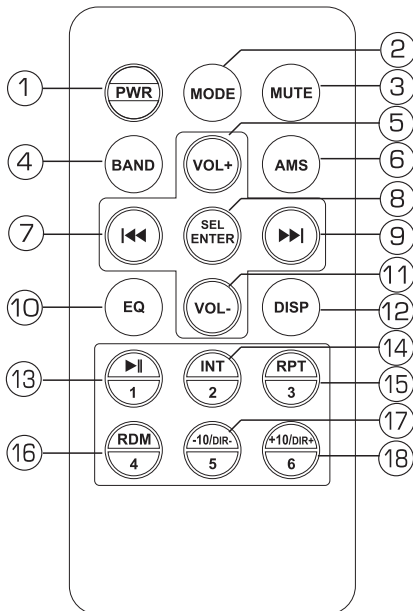 2
1 PWR MODE MUTE 3
5
4 BAND VOL+ AMS 6
8
7 SEL 9
ENTER
11
10 EQ VOL- DISP 12
14
13 INT RPT 15
1 2 3
17
16 RDM -10/DIR- +10/DIR+ 18
4 5 6